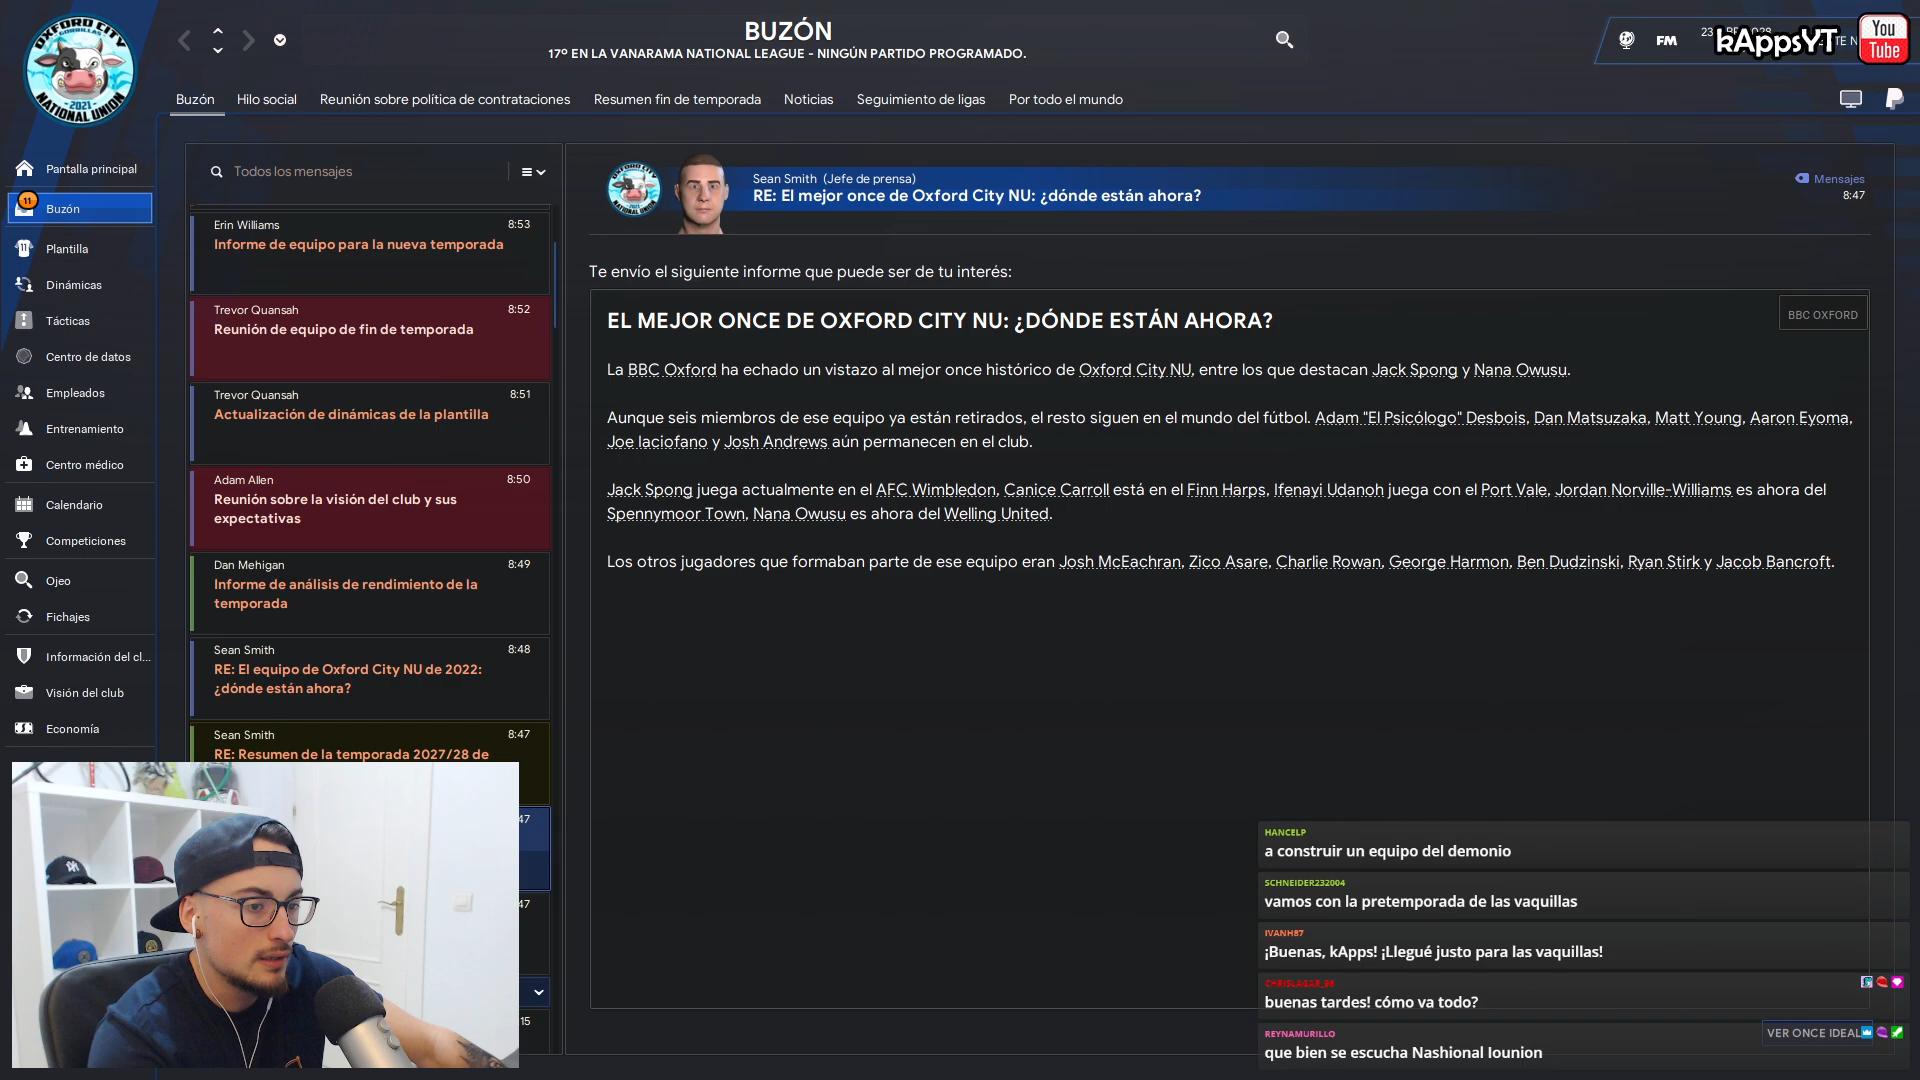 OXFORD CITY
GORRILLAS
2021
NATIONAL UNION
BUZÓN
17º EN LA VANARAMA NATIONAL LEAGUE - NINGÚN PARTIDO PROGRAMADO.
FM
kAppsYT
You
Tube
Buzón
Hilo social
Reunión sobre política de contrataciones
Resumen fin de temporada
Noticias
Seguimiento de ligas
Por todo el mundo
Pantalla principal
11
Buzón
Plantilla
Dinámicas
Tácticas
Centro de datos
Empleados
Entrenamiento
Centro médico
Calendario
Competiciones
Ojeo
Fichajes
Información del cl...
Visión del club
Economía
Todos los mensajes
Erin Williams 8:53
Informe de equipo para la nueva temporada
Trevor Quansah 8:52
Reunión de equipo de fin de temporada
Trevor Quansah 8:51
Actualización de dinámicas de la plantilla
Adam Allen 8:50
Reunión sobre la visión del club y sus
expectativas
Dan Mehigan 8:49
Informe de análisis de rendimiento de la
temporada
Sean Smith 8:48
RE: El equipo de Oxford City NU de 2022:
¿dónde están ahora?
Sean Smith 8:47
RE: Resumen de la temporada 2027/28 de
47
47
15
Sean Smith (Jefe de prensa)
RE: El mejor once de Oxford City NU: ¿dónde están ahora?
Mensajes
8:47
Te envío el siguiente informe que puede ser de tu interés:
EL MEJOR ONCE DE OXFORD CITY NU: ¿DÓNDE ESTÁN AHORA?
BBC OXFORD
La BBC Oxford ha echado un vistazo al mejor once histórico de Oxford City NU, entre los que destacan Jack Spong y Nana Owusu.
Aunque seis miembros de ese equipo ya están retirados, el resto siguen en el mundo del fútbol. Adam "El Psicólogo" Desbois, Dan Matsuzaka, Matt Young, Aaron Eyoma,
Joe Iaciofano y Josh Andrews aún permanecen en el club.
Jack Spong juega actualmente en el AFC Wimbledon, Canice Carroll está en el Finn Harps, Ifenayi Udanoh juega con el Port Vale, Jordan Norville-Williams es ahora del
Spennymoor Town, Nana Owusu es ahora del Welling United.
Los otros jugadores que formaban parte de ese equipo eran Josh McEachran, Zico Asare, Charlie Rowan, George Harmon, Ben Dudzinski, Ryan Stirk y Jacob Bancroft.
HANCELP
a construir un equipo del demonio
SCHNEIDER232004
vamos con la pretemporada de las vaquillas
IVANH87
¡Buenas, kApps! ¡Llegué justo para las vaquillas!
buenas tardes! cómo va todo?
REYNAMURILLO
que bien se escucha Nashional Iounion
VER ONCE IDEAL